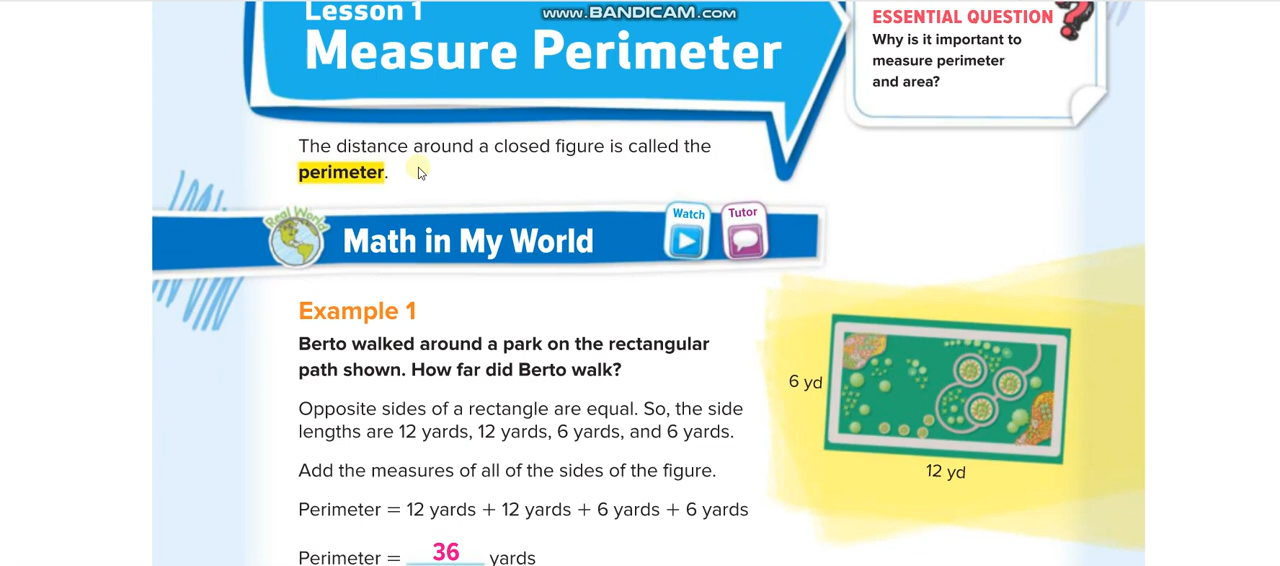 www.BANDICAM.com
Lesson 1
Measure Perimeter
ESSENTIAL QUESTION
Why is it important to
measure perimeter
and area?
The distance around a closed figure is called the
perimeter.
Real World
Math in My World
Watch
Tutor
Example 1
Berto walked around a park on the rectangular
path shown. How far did Berto walk?
Opposite sides of a rectangle are equal. So, the side
lengths are 12 yards, 12 yards, 6 yards, and 6 yards.
Add the measures of all of the sides of the figure.
Perimeter = 12 yards + 12 yards + 6 yards + 6 yards
Perimeter = 36 yards
6 yd
12 yd